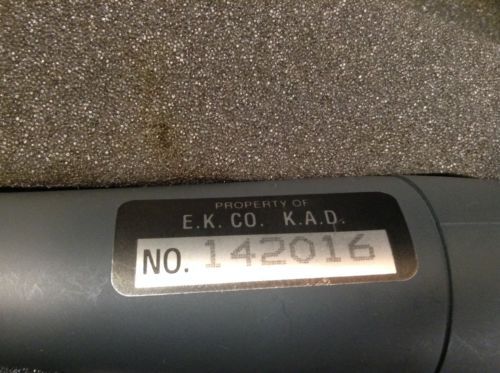 PROPERTY OF
E.K. CO. K.A.D.
NO. 142016